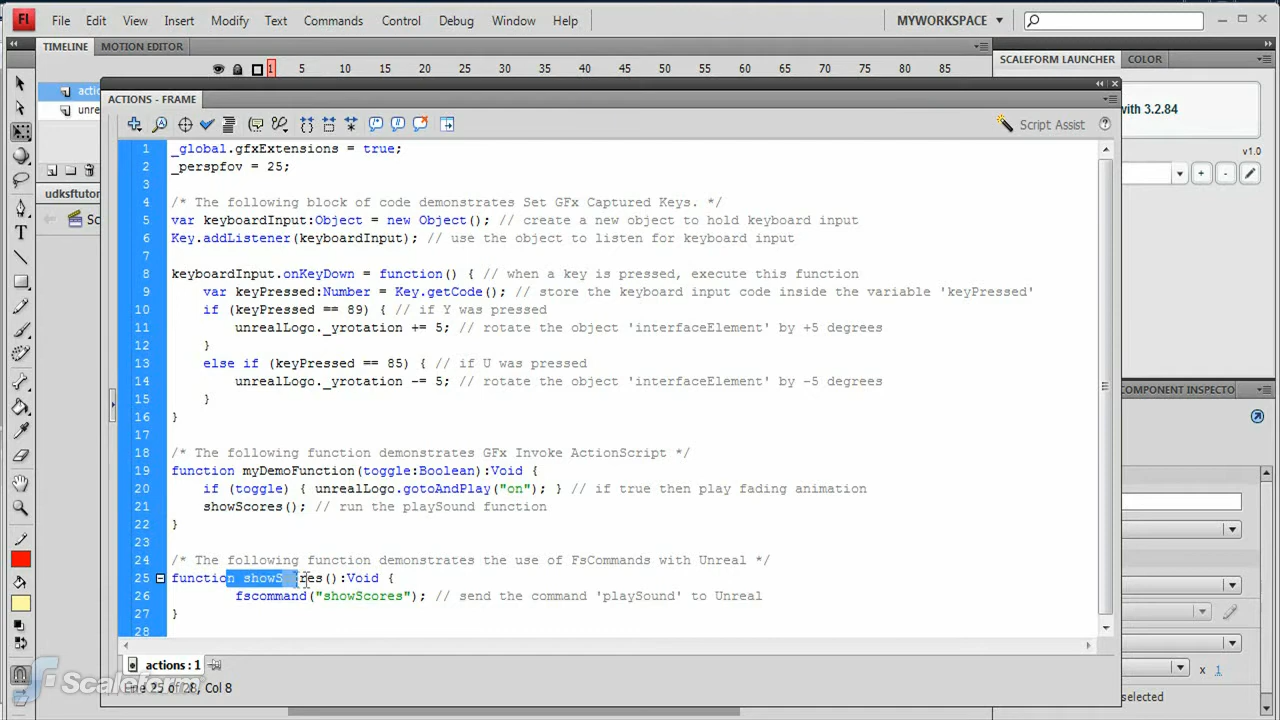 Fl File Edit View Insert Modify Text Commands Control Debug Window Help MYWORKSPACE
TIMELINE MOTION EDITOR
1 5 10 15 20 25 30 35 40 45 50 55 60 65 70 75 80 85
SCALEFORM LAUNCHER COLOR
actio
unre
with 3.2.84
v1.0
udksftutor
Sc
ACTIONS - FRAME
Script Assist
1 _global.gfxExtensions = true;
2 _perspfov = 25;
3
4 /* The following block of code demonstrates Set GFx Captured Keys. */
5 var keyboardInput:Object = new Object(); // create a new object to hold keyboard input
6 Key.addListener(keyboardInput); // use the object to listen for keyboard input
7
8 keyboardInput.onKeyDown = function() { // when a key is pressed, execute this function
9 var keyPressed:Number = Key.getCode(); // store the keyboard input code inside the variable 'keyPressed'
10 if (keyPressed == 89) { // if Y was pressed
11 unrealLogo._yrotation += 5; // rotate the object 'interfaceElement' by +5 degrees
12 }
13 else if (keyPressed == 85) { // if U was pressed
14 unrealLogo._yrotation -= 5; // rotate the object 'interfaceElement' by -5 degrees
15 }
16 }
17
18 /* The following function demonstrates GFx Invoke ActionScript */
19 function myDemoFunction(toggle:Boolean):Void {
20 if (toggle) { unrealLogo.gotoAndPlay("on"); } // if true then play fading animation
21 showScores(); // run the playSound function
22 }
23
24 /* The following function demonstrates the use of FsCommands with Unreal */
25 function showScores():Void {
26 fscommand("showScores"); // send the command 'playSound' to Unreal
27 }
28
actions : 1
Line 25 of 28, Col 8
Scaleform
COMPONENT INSPECTO
x 1
selected